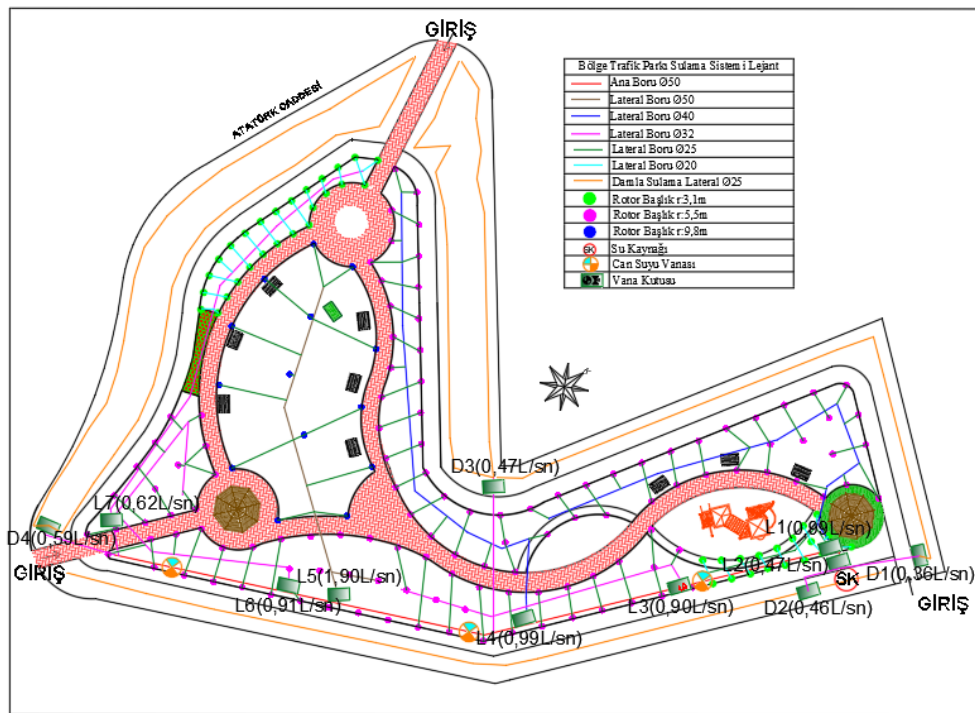 GİRİŞ
ATATÜRK CADDESİ
Bölge Trafik Parkı Sulama Sistemi Lejant
Ana Boru Ø50
Lateral Boru Ø50
Lateral Boru Ø40
Lateral Boru Ø32
Lateral Boru Ø25
Lateral Boru Ø20
Damla Sulama Lateral Ø25
Rotor Başlık r:3,1m
Rotor Başlık r:5,5m
Rotor Başlık r:9,8m
SK Su Kaynağı
Can Suyu Vanası
Vana Kutusu
D3(0,47L/sn)
L7(0,62L/sn)
D4(0,59L/sn)
GİRİŞ
L1(0,99L/sn)
L2(0,47L/sn)
D1(0,36L/sn)
SK
L5(1,90L/sn)
L6(0,91L/sn)
L3(0,90L/sn)
D2(0,46L/sn)
GİRİŞ
L4(0,99L/sn)